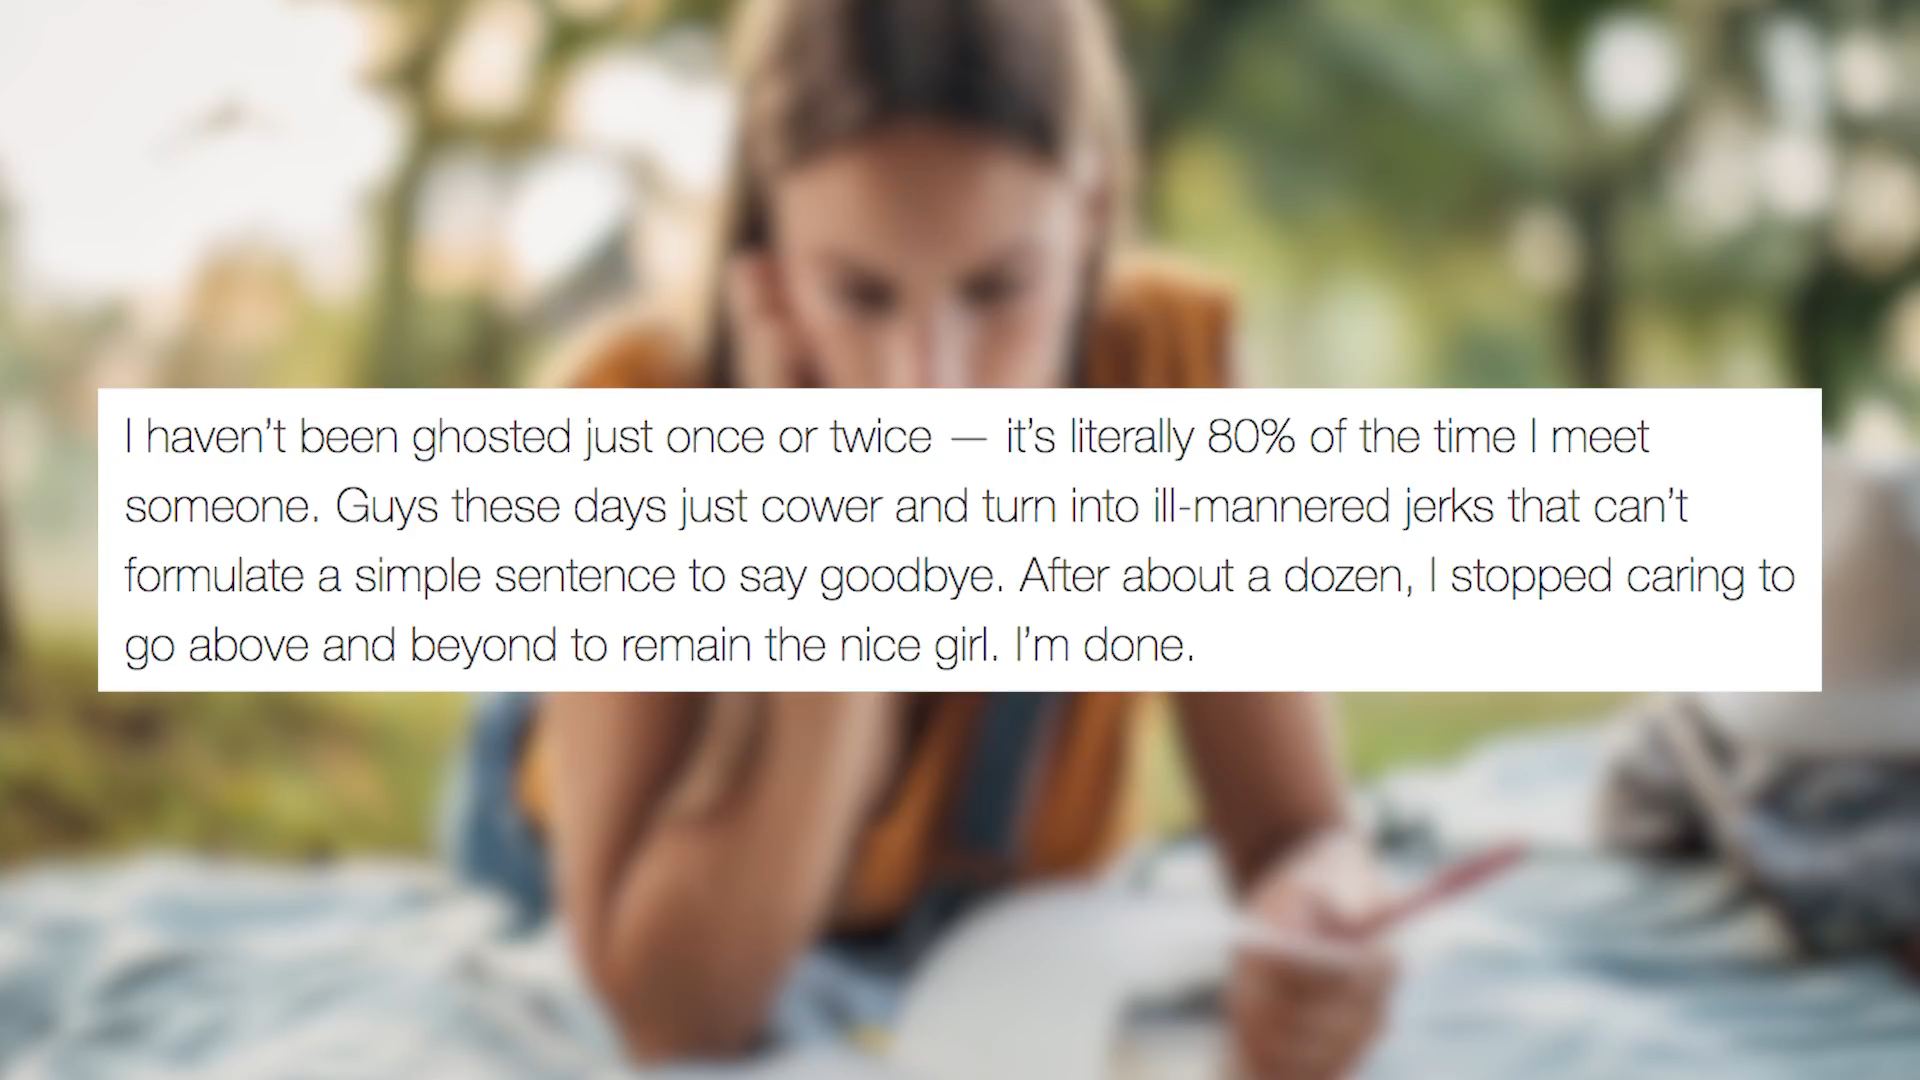 I haven’t been ghosted just once or twice — it’s literally 80% of the time I meet
someone. Guys these days just cower and turn into ill-mannered jerks that can’t
formulate a simple sentence to say goodbye. After about a dozen, I stopped caring to
go above and beyond to remain the nice girl. I’m done.